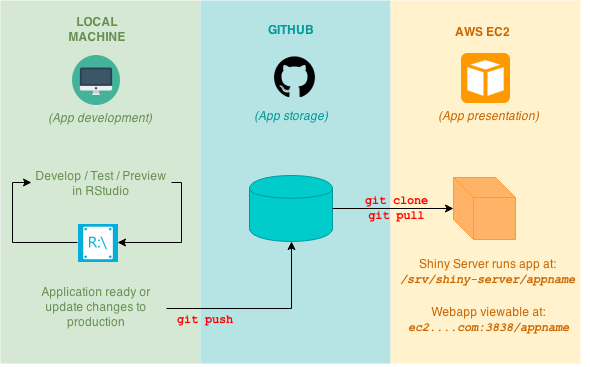 LOCAL
MACHINE
(App development)
Develop / Test / Preview
in RStudio
R:\
Application ready or
update changes to
production
git push
GITHUB
(App storage)
git clone
git pull
AWS EC2
(App presentation)
Shiny Server runs app at:
/srv/shiny-server/appname
Webapp viewable at:
ec2....com:3838/appname